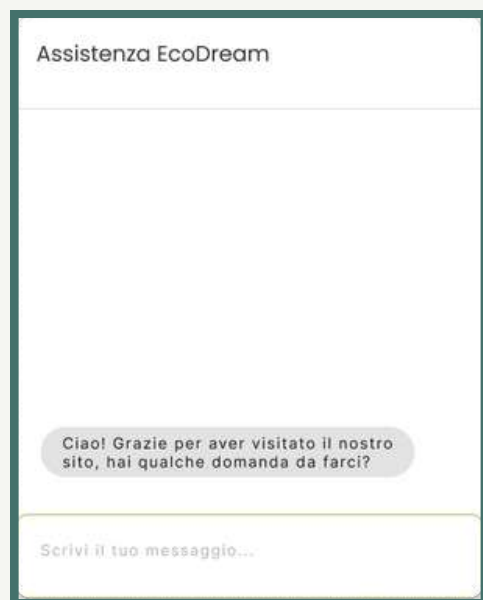 Assistenza EcoDream
Ciao! Grazie per aver visitato il nostro
sito, hai qualche domanda da farci?
Scrivi il tuo messaggio...